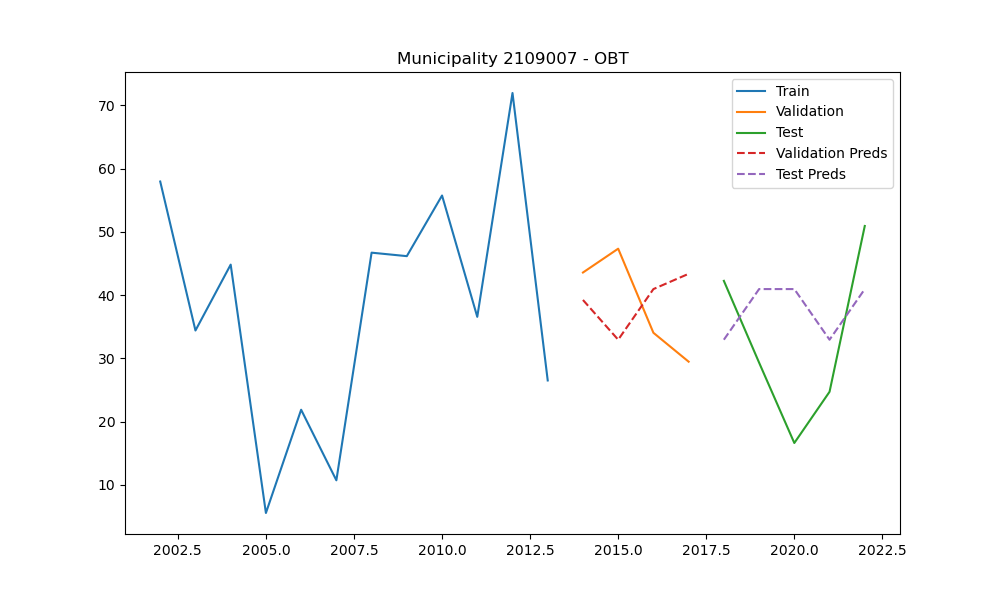 Municipality 2109007 - OBT
Train
Validation
Test
Validation Preds
Test Preds
70
60
50
40
30
20
10
2002.5 2005.0 2007.5 2010.0 2012.5 2015.0 2017.5 2020.0 2022.5